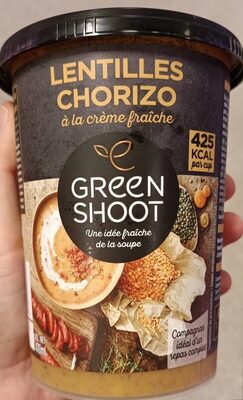 LENTILLES
CHORIZO
à la crème fraîche
425
KCAL
par cup
GREEN
SHOOT
Une idée fraîche
de la soupe
Compagnon
idéal d'un
repas complet